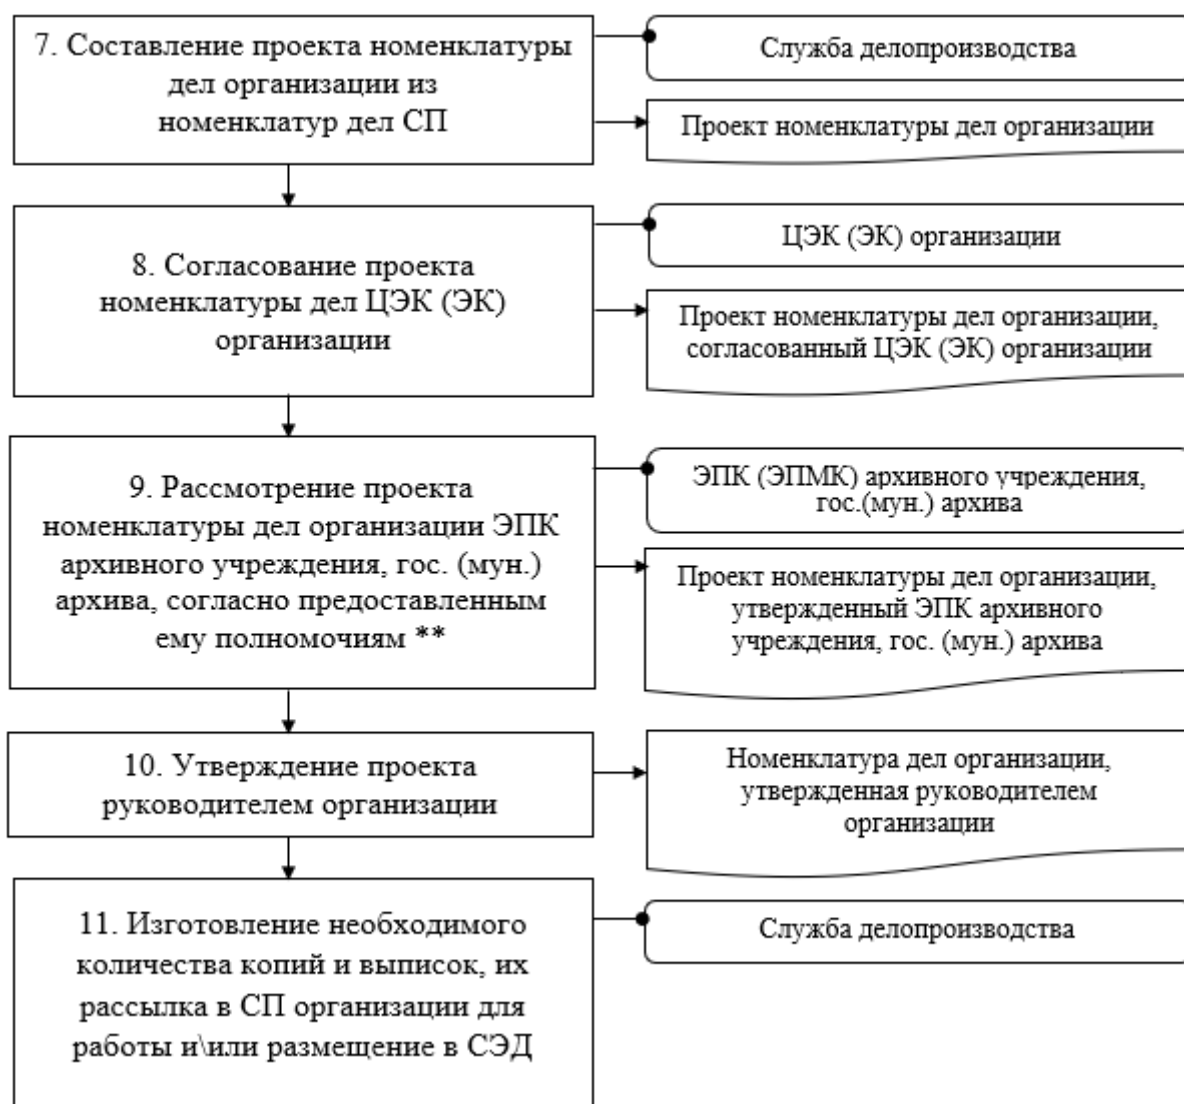 7. Составление проекта номенклатуры
дел организации из
номенклатур дел СП
Служба делопроизводства
Проект номенклатуры дел организации
8. Согласование проекта
номенклатуры дел ЦЭК (ЭК)
организации
ЦЭК (ЭК) организации
Проект номенклатуры дел организации,
согласованный ЦЭК (ЭК) организации
9. Рассмотрение проекта
номенклатуры дел организации ЭПК
архивного учреждения, гос. (мун.)
архива, согласно предоставленным
ему полномочиям **
ЭПК (ЭПМК) архивного учреждения,
гос.(мун.) архива
Проект номенклатуры дел организации,
утвержденный ЭПК архивного
учреждения, гос. (мун.) архива
10. Утверждение проекта
руководителем организации
Номенклатура дел организации,
утвержденная руководителем
организации
11. Изготовление необходимого
количества копий и выписок, их
рассылка в СП организации для
работы и\или размещение в СЭД
Служба делопроизводства